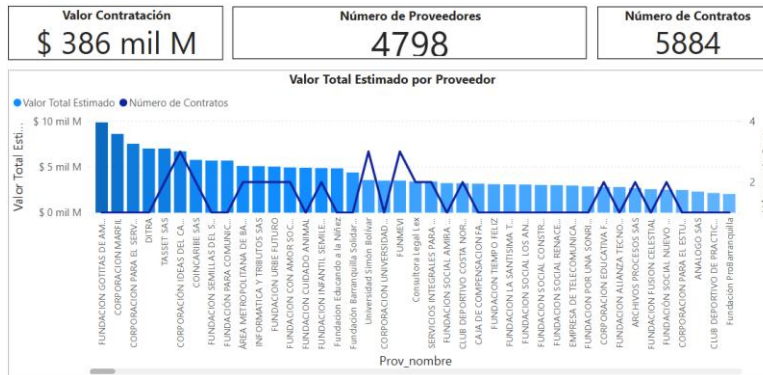 Valor Contratación
$ 386 mil M
Número de Proveedores
4798
Número de Contratos
5884
Valor Total Estimado por Proveedor
Valor Total Estimado
Número de Contratos
Valor Total Esti...
$ 10 mil M
$ 5 mil M
$ 0 mil M
4
2
FUNDACION GOTITAS DE AM...
CORPORACION MARFIL
CORPORACION PARA EL SERV...
DITRA
TASSET SAS
CORPORACIÓN IDEAS DEL CA...
COINCARIBE SAS
FUNDACION SEMILLAS DEL S...
FUNDACIÓN PARA COMUNIC...
ÁREA METROPOLITANA DE BA...
INFORMATICA Y TRIBUTOS SAS
FUNDACION URBE FUTURO
FUNDACION CON AMOR SOC...
FUNDACION CUIDADO ANIMAL
FUNDACION INFANTIL SEMILE...
Fundacion Educando a la Niñez
Fundación Barranquilla Solidar...
Universidad Simón Bolívar
CORPORACION UNIVERSIDAD ...
FUNMEVI
Consultora Legal Lex
SERVICIOS INTEGRALES PARA ...
FUNDACION SOCIAL AMIRA ...
CLUB DEPORTIVO COSTA NOR...
CAJA DE COMPENSACION FA...
FUNDACION TIEMPO FELIZ
FUNDACION LA SANTISIMA T...
FUNDACION SOCIAL LOS AN...
FUNDACION SOCIAL CONSTR...
FUNDACION SOCIAL RENACE...
EMPRESA DE TELECOMUNICA...
FUNDACION POR UNA SONRI...
CORPORACION EDUCATIVA F...
FUNDACION ALIANZA TECNO...
ARCHIVOS PROCESOS SAS
FUNDACION FUSION CELESTIAL
FUNDACIÓN SOCIAL NUEVO ...
CORPORACION PARA EL ESTU...
ANALOGO SAS
CLUB DEPORTIVO DE PRACTIC...
Fundación ProBarranquilla
Prov_nombre